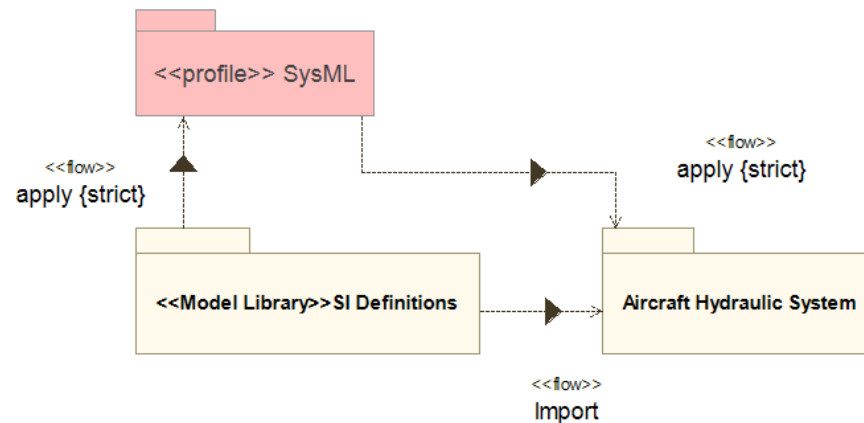 <<profile>> SysML
<<flow>>
apply {strict}
<<flow>>
apply {strict}
<<Model Library>>SI Definitions
Aircraft Hydraulic System
<<flow>>
Import